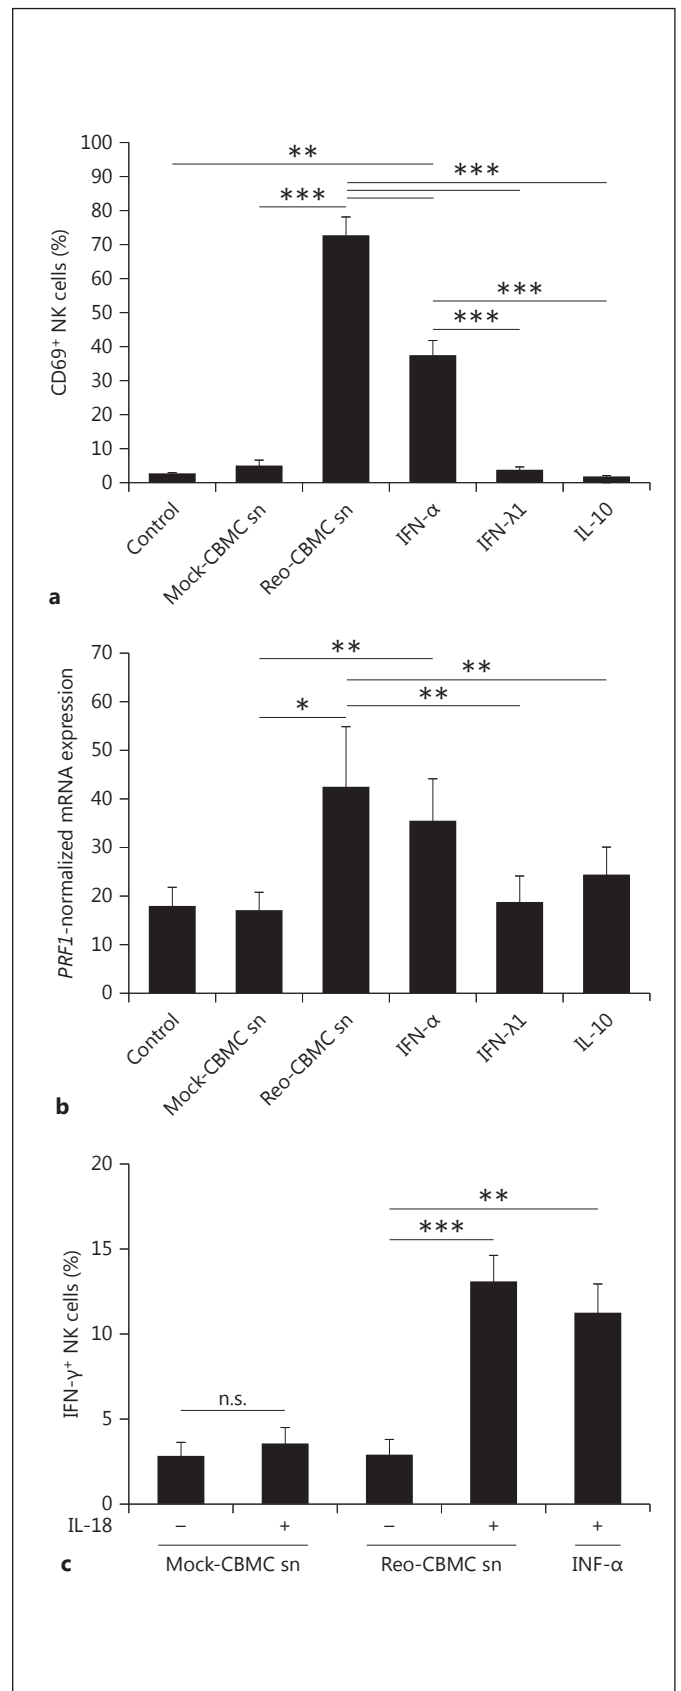 100
90
80
70
60
50
40
30
20
10
0
CD69+ NK cells (%)
**
***
***
***
***
Control
Mock-CBMC sn
Reo-CBMC sn
IFN-α
IFN-λ1
IL-10
a
70
60
50
40
30
20
10
0
PRF1-normalized mRNA expression
**
**
**
*
Control
Mock-CBMC sn
Reo-CBMC sn
IFN-α
IFN-λ1
IL-10
b
20
15
10
5
0
IFN-γ+ NK cells (%)
**
***
n.s.
IL-18 – + – + +
c Mock-CBMC sn Reo-CBMC sn INF-α